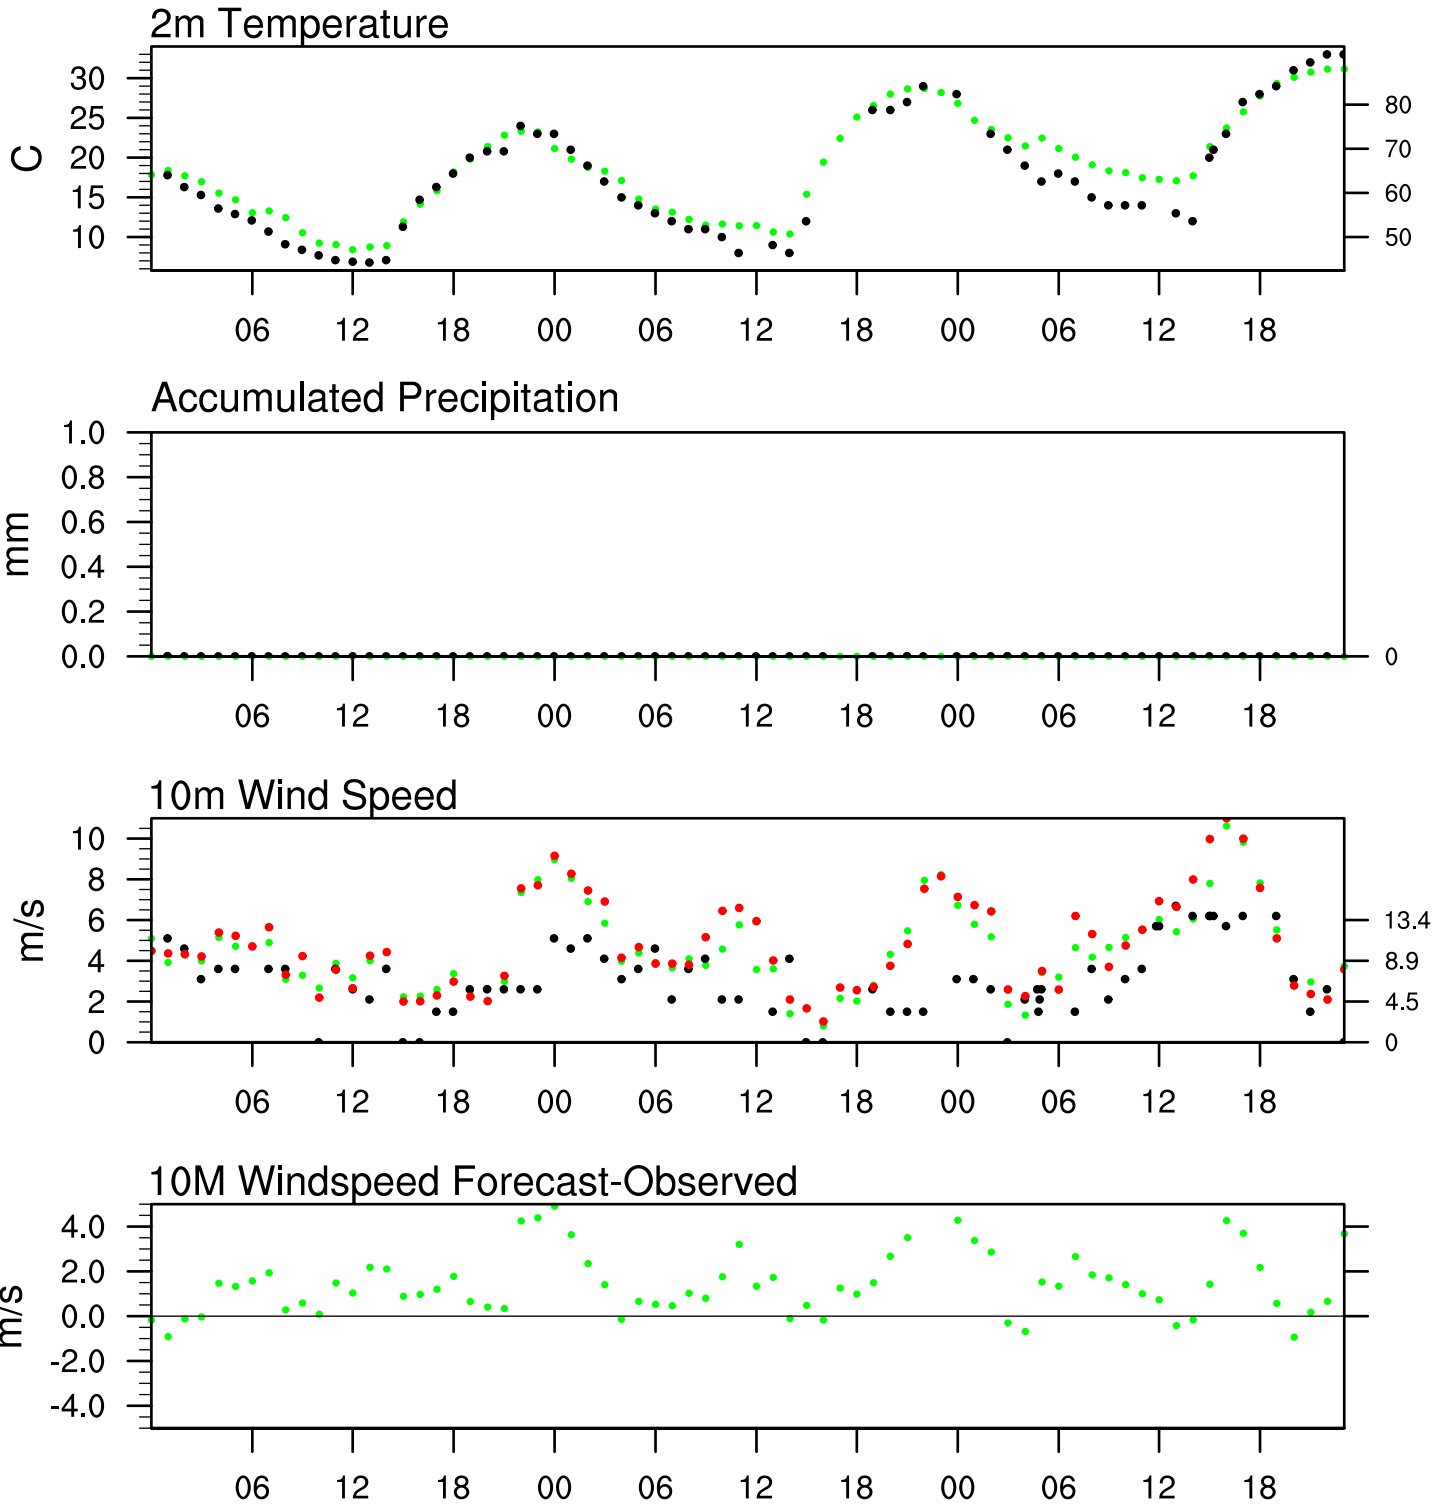 2m Temperature
30
25
20
15
10
C
80
70
60
50
06 12 18 00 06 12 18 00 06 12 18
Accumulated Precipitation
1.0
0.8
0.6
0.4
0.2
0.0
mm
0
06 12 18 00 06 12 18 00 06 12 18
10m Wind Speed
10
8
6
4
2
0
m/s
13.4
8.9
4.5
0
06 12 18 00 06 12 18 00 06 12 18
10M Windspeed Forecast-Observed
4.0
2.0
0.0
-2.0
-4.0
m/s
06 12 18 00 06 12 18 00 06 12 18